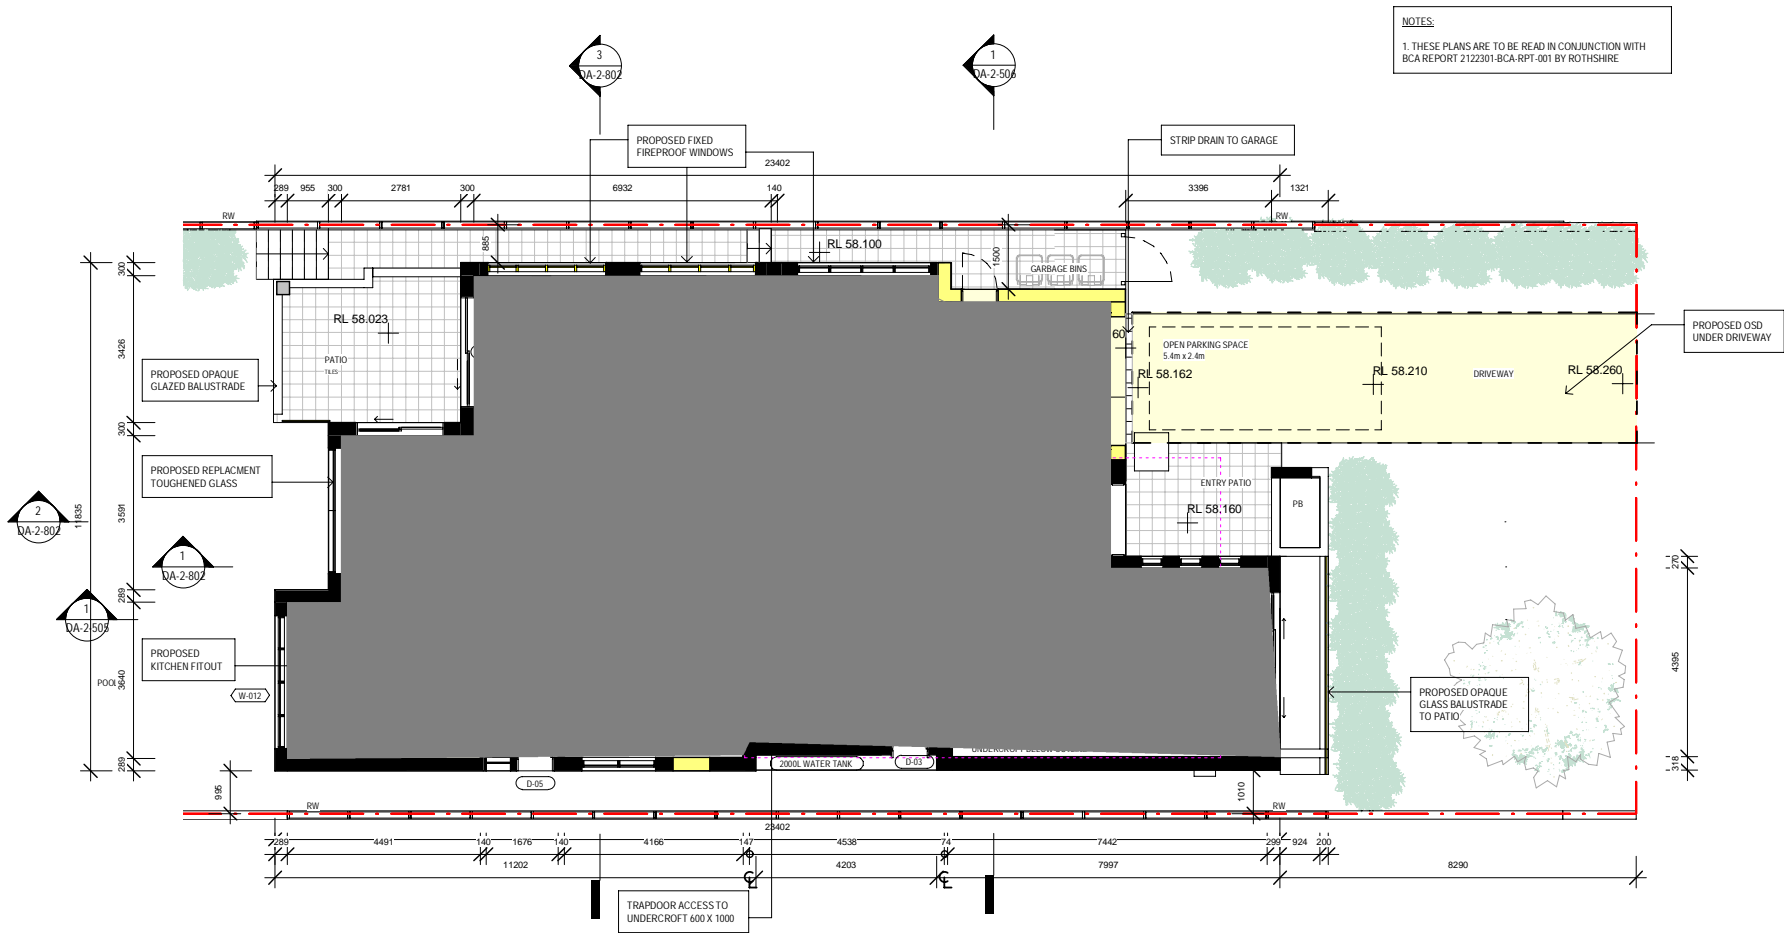 NOTES:
1. THESE PLANS ARE TO BE READ IN CONJUNCTION WITH
BCA REPORT 2122301-BCA-RPT-001 BY ROTHSHIRE
3
DA-2-802
1
DA-2-506
PROPOSED FIXED
FIREPROOF WINDOWS
STRIP DRAIN TO GARAGE
23402
289
955
300
2781
300
6932
140
3396
1321
RW
RW
885
RL 58.100
1500
GARBAGE BINS
300
RL 58.023
3426
PATIO
TILES
PROPOSED OPAQUE
GLAZED BALUSTRADE
60
OPEN PARKING SPACE
5.4m x 2.4m
RL 58.162
RL 58.210
DRIVEWAY
RL 58.260
PROPOSED OSD
UNDER DRIVEWAY
300
PROPOSED REPLACMENT
TOUGHENED GLASS
ENTRY PATIO
PB
RL 58.160
2
DA-2-802
11835
3591
1
DA-2-802
270
289
1
DA-2-505
PROPOSED
KITCHEN FITOUT
POOL
3640
W-012
4395
PROPOSED OPAQUE
GLASS BALUSTRADE
TO PATIO
289
2000L WATER TANK
D-03
D-05
318
995
1010
RW
RW
23402
289
4491
140
1676
140
4166
147
4538
74
7442
299
924
200
11202
4203
7997
8290
TRAPDOOR ACCESS TO
UNDERCROFT 600 X 1000